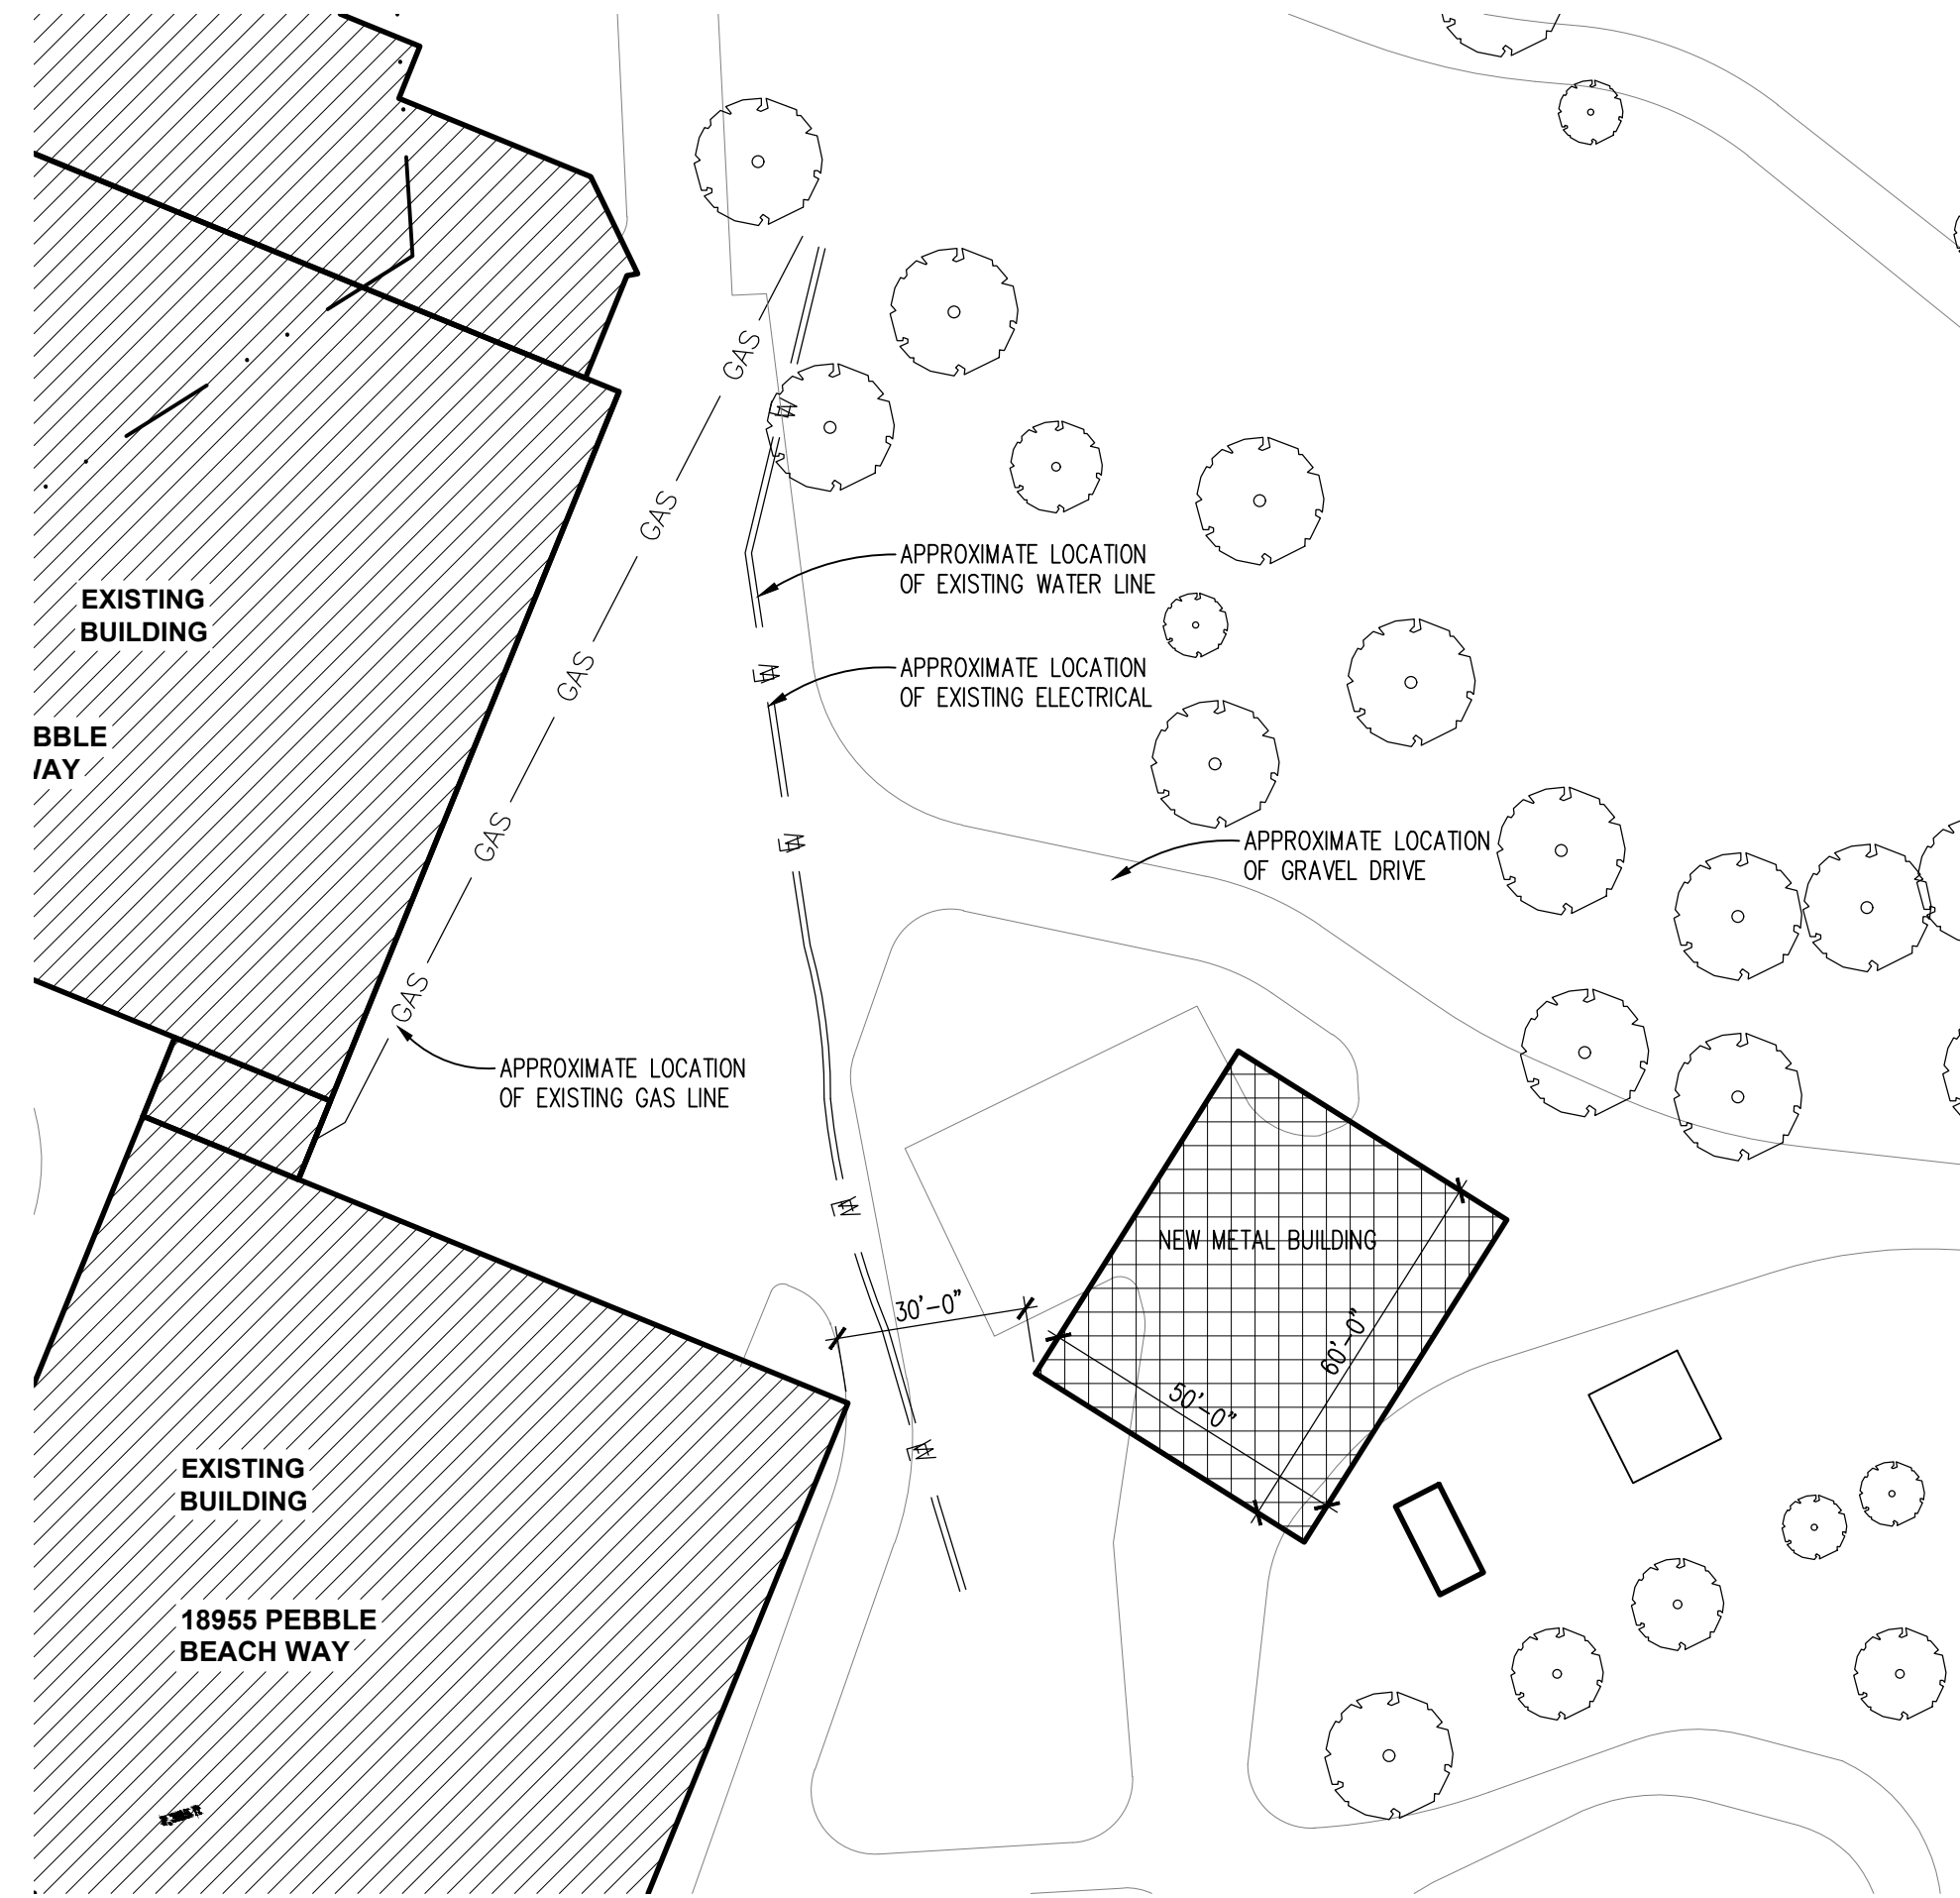 GAS
GAS
GAS
GAS
GAS
W
E
W
E
W
E
W
E
W
E
APPROXIMATE LOCATION
OF EXISTING WATER LINE
EXISTING
BUILDING
APPROXIMATE LOCATION
OF EXISTING ELECTRICAL
BBLE
APPROXIMATE LOCATION
OF GRAVEL DRIVE
APPROXIMATE LOCATION
OF EXISTING GAS LINE
NEW METAL BUILDING
30'-0"
60'-0"
50'-0"
EXISTING
BUILDING
18955 PEBBLE
BEACH WAY